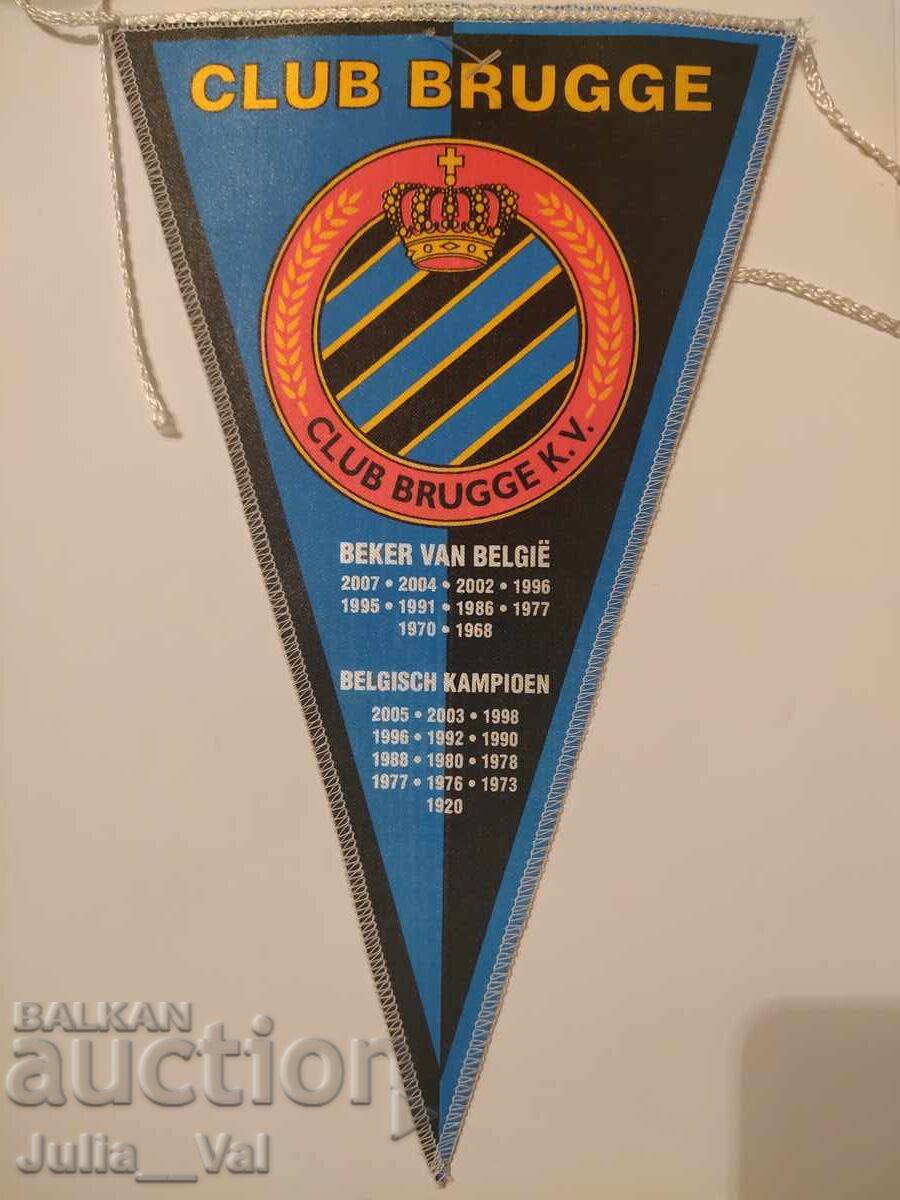 CLUB BRUGGE
CLUB BRUGGE K.V.
BEKER VAN BELGIË
2007 • 2004 • 2002 • 1996
1995 • 1991 • 1986 • 1977
1970 • 1968
BELGISCH KAMPIOEN
2005 • 2003 • 1998
1996 • 1992 • 1990
1988 • 1980 • 1978
1977 • 1976 • 1973
1920
BALKAN
auction
Julia__Val